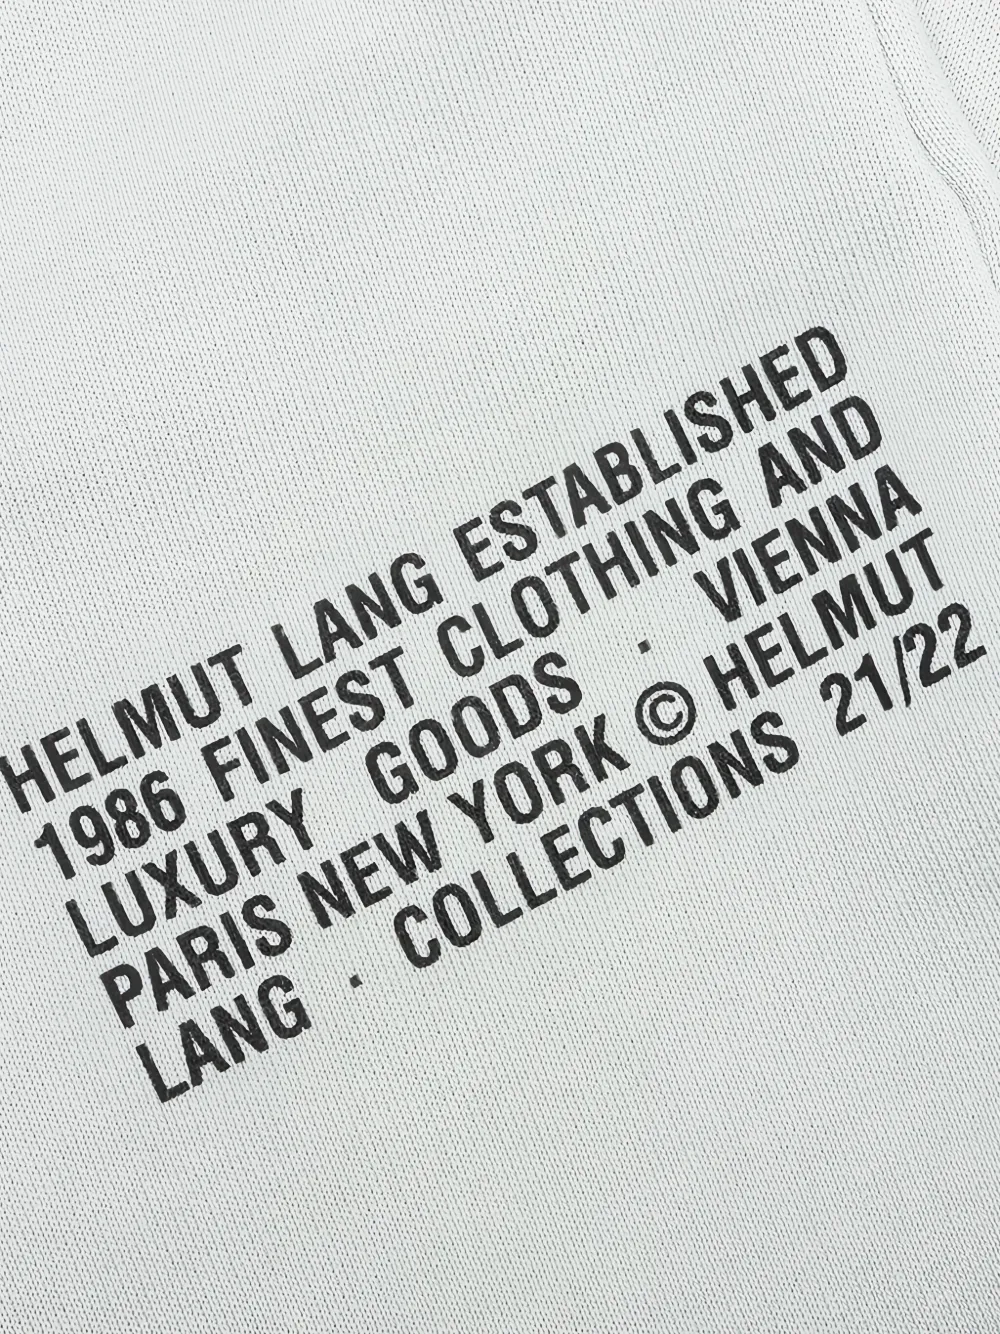 HELMUT LANG ESTABLISHED
1986 FINEST CLOTHING AND
LUXURY GOODS · VIENNA
PARIS NEW YORK © HELMUT
LANG · COLLECTIONS 21/22